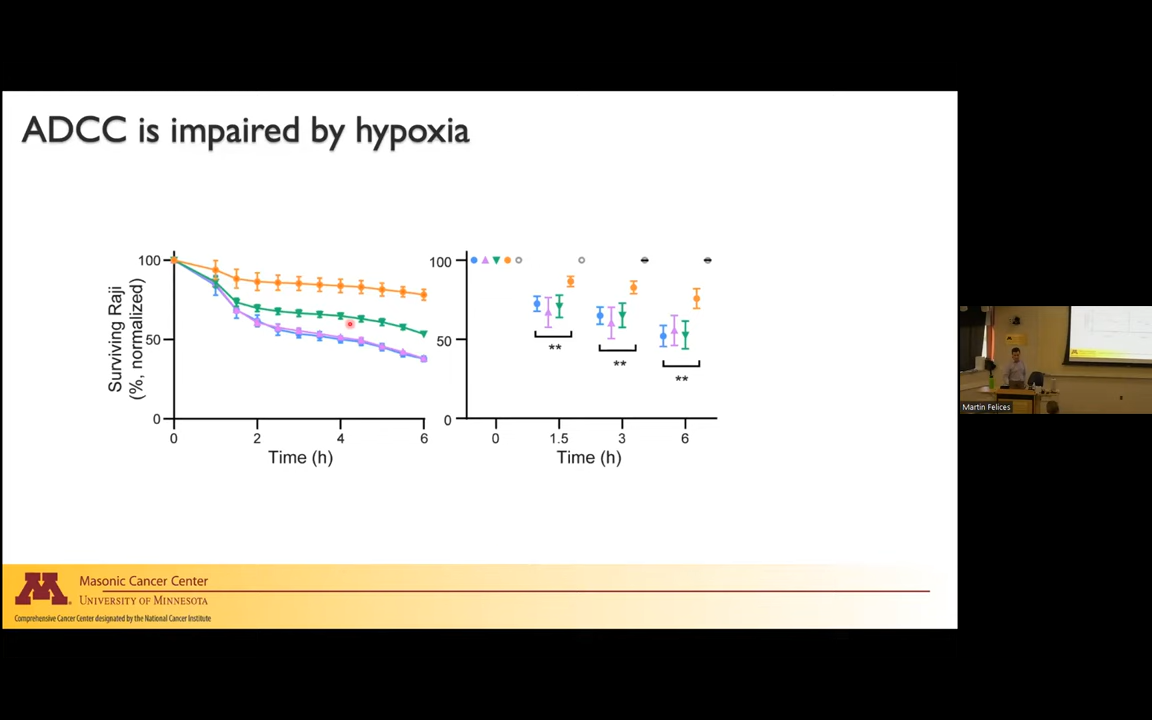 ADCC is impaired by hypoxia
Surviving Raji
(%, normalized)
100
50
0
0
2
4
6
Time (h)
100
50
0
**
**
**
0
1.5
3
6
Time (h)
M
Masonic Cancer Center
UNIVERSITY OF MINNESOTA
Comprehensive Cancer Center designated by the National Cancer Institute
Martin Felices